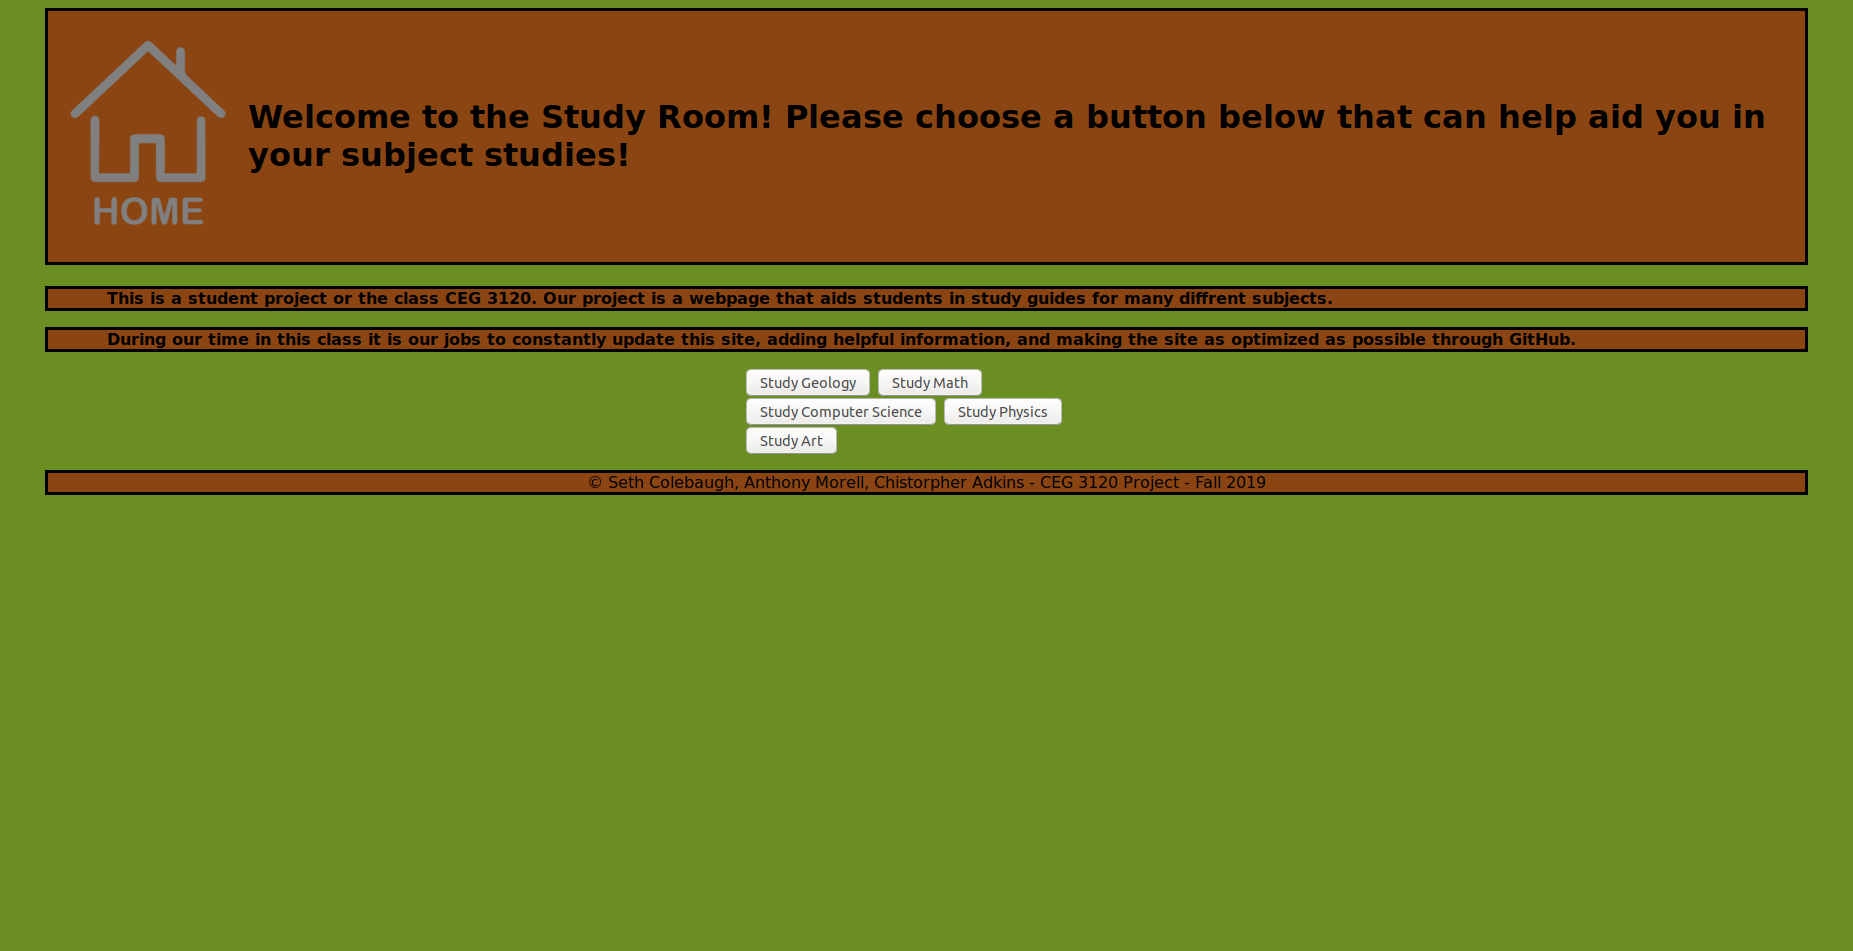 HOME
Welcome to the Study Room! Please choose a button below that can help aid you in
your subject studies!
This is a student project or the class CEG 3120. Our project is a webpage that aids students in study guides for many diffrent subjects.
During our time in this class it is our jobs to constantly update this site, adding helpful information, and making the site as optimized as possible through GitHub.
Study Geology Study Math
Study Computer Science Study Physics
Study Art
© Seth Colebaugh, Anthony Morell, Chistorpher Adkins - CEG 3120 Project - Fall 2019